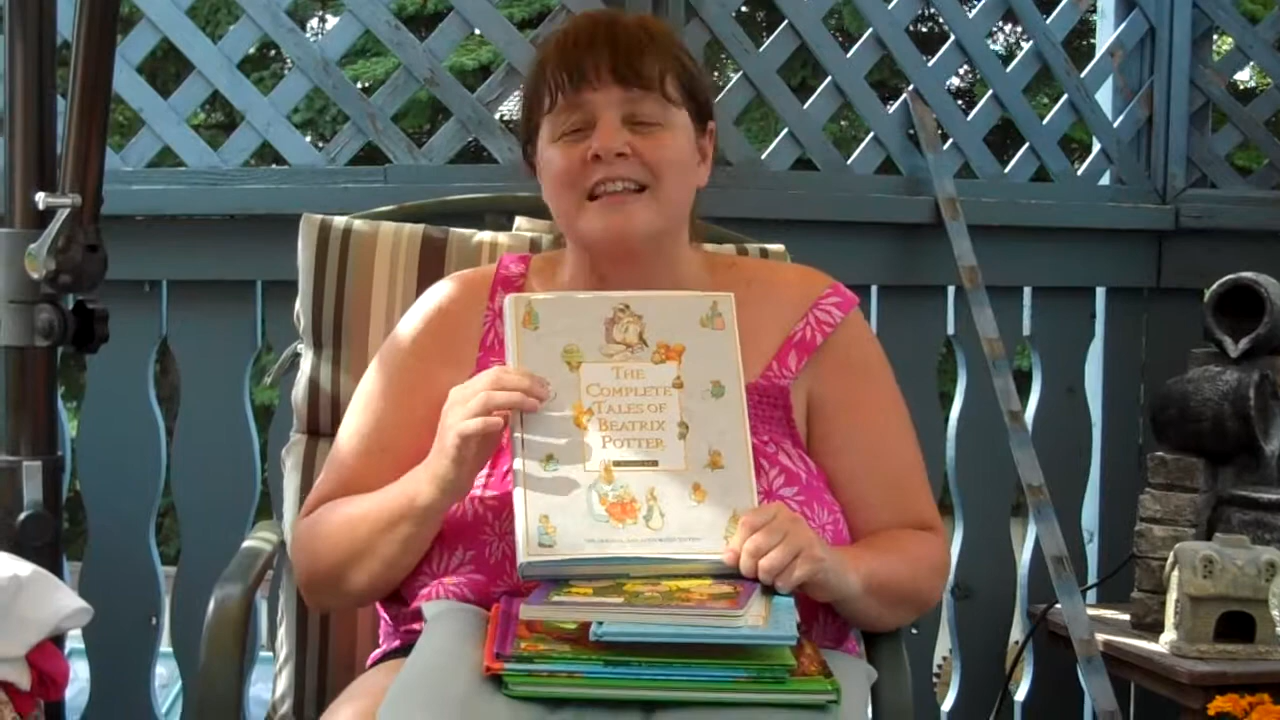 THE
COMPLETE
TALES OF
BEATRIX
POTTER